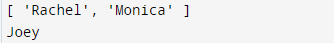 [ 'Rachel', 'Monica' ]
Joey